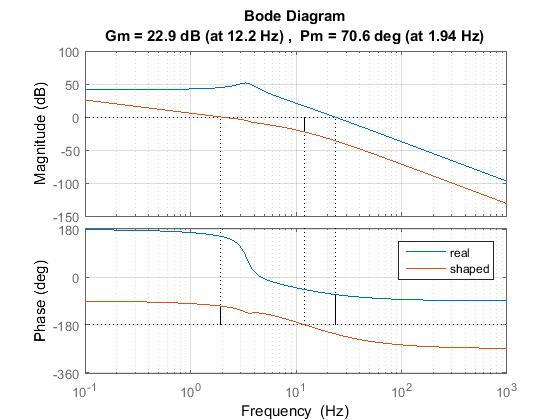 Bode Diagram
Gm = 22.9 dB (at 12.2 Hz) , Pm = 70.6 deg (at 1.94 Hz)
Magnitude (dB)
100
50
0
-50
-100
-150
Phase (deg)
180
0
-180
-360
real
shaped
10^-1
10^0
10^1
10^2
10^3
Frequency (Hz)